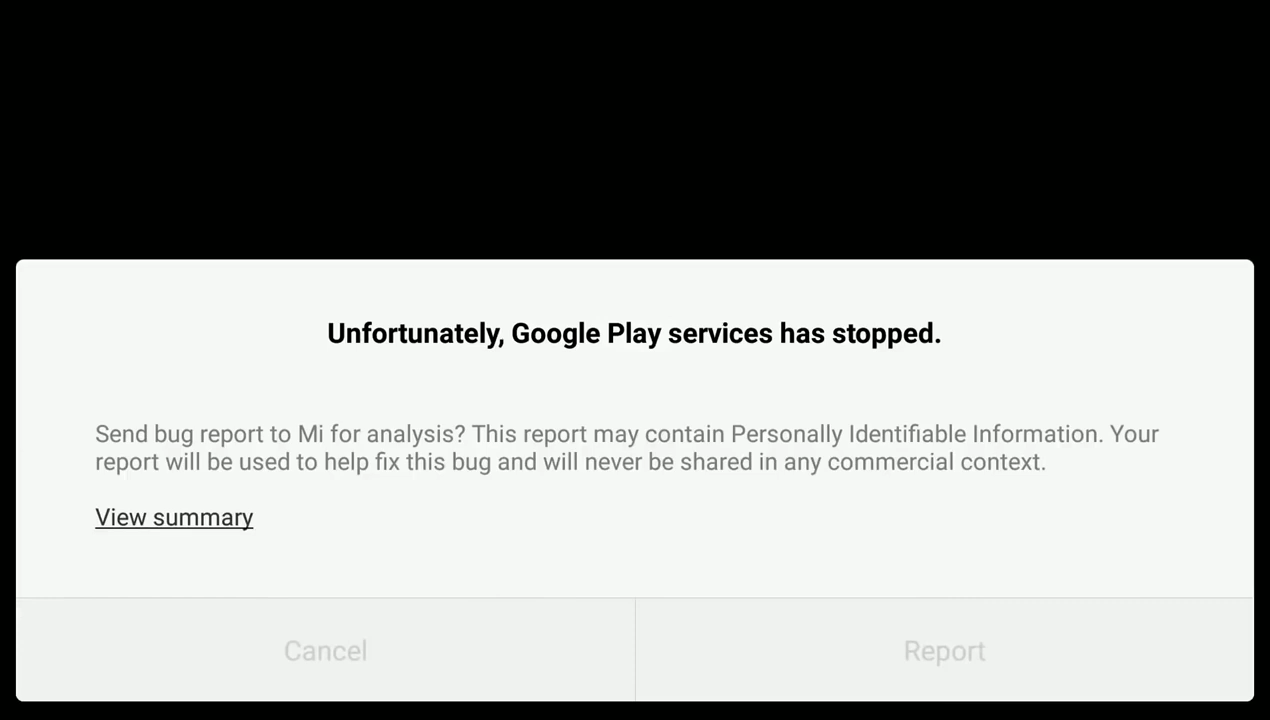 Unfortunately, Google Play services has stopped.
Send bug report to Mi for analysis? This report may contain Personally Identifiable Information. Your
report will be used to help fix this bug and will never be shared in any commercial context.
View summary
Cancel
Report